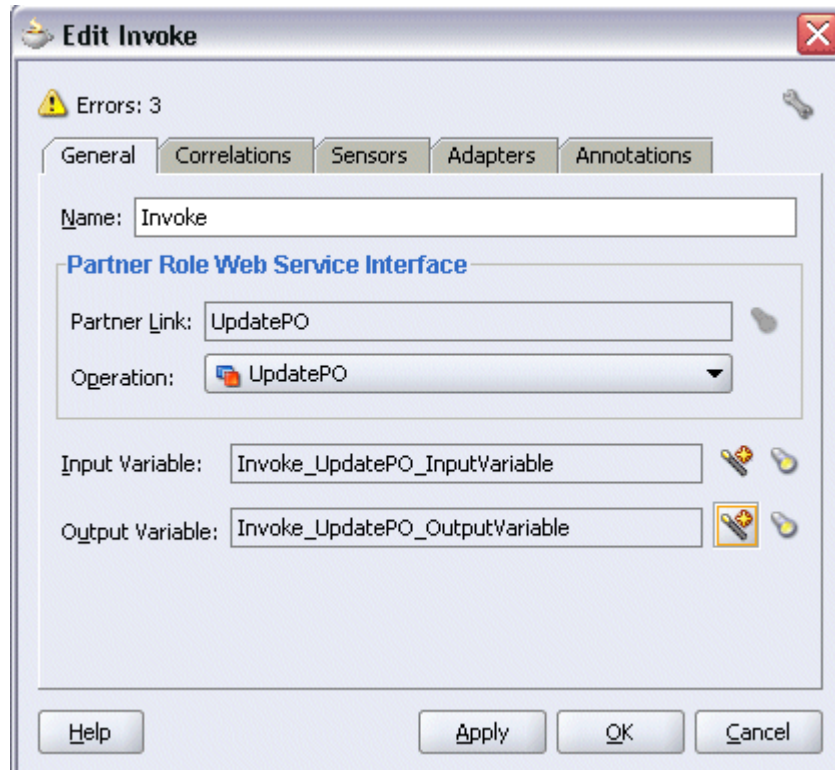 Edit Invoke
Errors: 3
General Correlations Sensors Adapters Annotations
Name: Invoke
Partner Role Web Service Interface
Partner Link: UpdatePO
Operation: UpdatePO
Input Variable: Invoke_UpdatePO_InputVariable
Output Variable: Invoke_UpdatePO_OutputVariable
Help Apply OK Cancel